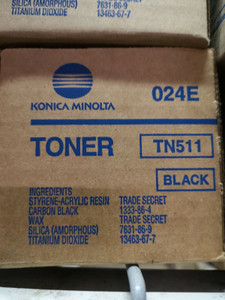 SILICA (AMORPHOUS) 7631-86-9
TITANIUM DIOXIDE 13463-67-7
KONICA MINOLTA
024E
TONER
TN511
BLACK
INGREDIENTS
STYRENE-ACRYLIC RESIN TRADE SECRET
CARBON BLACK 1333-86-4
WAX TRADE SECRET
SILICA (AMORPHOUS) 7631-86-9
TITANIUM DIOXIDE 13463-67-7